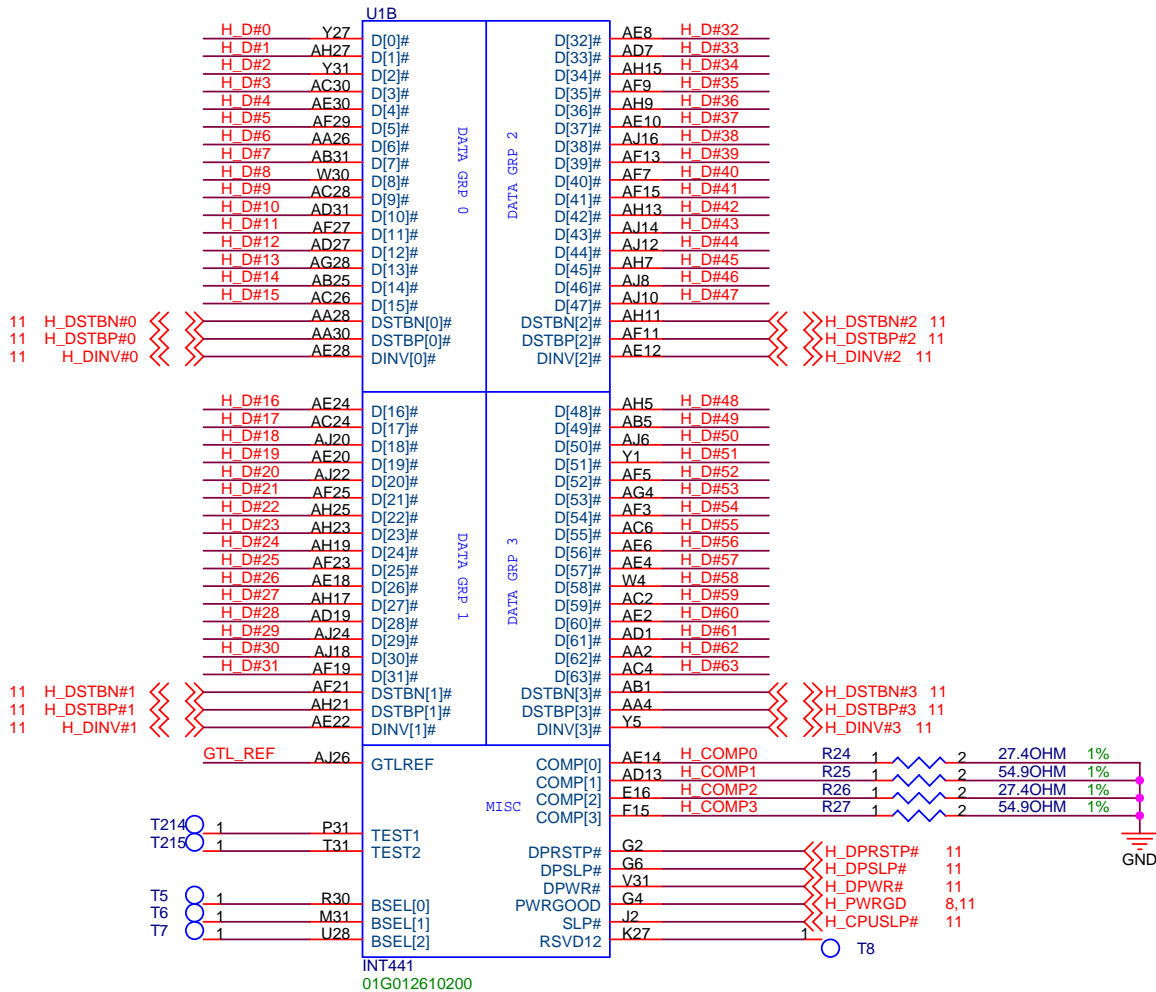 U1B
H_D#0 Y27 D[0]# D[32]# AE8 H_D#32
H_D#1 AH27 D[1]# D[33]# AD7 H_D#33
H_D#2 Y31 D[2]# D[34]# AH15 H_D#34
H_D#3 AC30 D[3]# D[35]# AF9 H_D#35
H_D#4 AE30 D[4]# D[36]# AH9 H_D#36
H_D#5 AF29 D[5]# D[37]# AE10 H_D#37
H_D#6 AA26 D[6]# D[38]# AJ16 H_D#38
H_D#7 AB31 D[7]# D[39]# AF13 H_D#39
H_D#8 W30 D[8]# D[40]# AF7 H_D#40
H_D#9 AC28 D[9]# D[41]# AF15 H_D#41
H_D#10 AD31 D[10]# D[42]# AH13 H_D#42
H_D#11 AF27 D[11]# D[43]# AJ14 H_D#43
H_D#12 AD27 D[12]# D[44]# AJ12 H_D#44
H_D#13 AG28 D[13]# D[45]# AH7 H_D#45
H_D#14 AB25 D[14]# D[46]# AJ8 H_D#46
H_D#15 AC26 D[15]# D[47]# AJ10 H_D#47
11 H_DSTBN#0 AA28 DSTBN[0]# DSTBN[2]# AH11 H_DSTBN#2 11
11 H_DSTBP#0 AA30 DSTBP[0]# DSTBP[2]# AF11 H_DSTBP#2 11
11 H_DINV#0 AE28 DINV[0]# DINV[2]# AE12 H_DINV#2 11
DATA GRP 0
DATA GRP 2
H_D#16 AE24 D[16]# D[48]# AH5 H_D#48
H_D#17 AC24 D[17]# D[49]# AB5 H_D#49
H_D#18 AJ20 D[18]# D[50]# AJ6 H_D#50
H_D#19 AE20 D[19]# D[51]# Y1 H_D#51
H_D#20 AJ22 D[20]# D[52]# AF5 H_D#52
H_D#21 AF25 D[21]# D[53]# AG4 H_D#53
H_D#22 AH25 D[22]# D[54]# AF3 H_D#54
H_D#23 AH23 D[23]# D[55]# AC6 H_D#55
H_D#24 AH19 D[24]# D[56]# AE6 H_D#56
H_D#25 AF23 D[25]# D[57]# AE4 H_D#57
H_D#26 AE18 D[26]# D[58]# W4 H_D#58
H_D#27 AH17 D[27]# D[59]# AC2 H_D#59
H_D#28 AD19 D[28]# D[60]# AE2 H_D#60
H_D#29 AJ24 D[29]# D[61]# AD1 H_D#61
H_D#30 AJ18 D[30]# D[62]# AA2 H_D#62
H_D#31 AF19 D[31]# D[63]# AC4 H_D#63
11 H_DSTBN#1 AF21 DSTBN[1]# DSTBN[3]# AB1 H_DSTBN#3 11
11 H_DSTBP#1 AH21 DSTBP[1]# DSTBP[3]# AA4 H_DSTBP#3 11
11 H_DINV#1 AE22 DINV[1]# DINV[3]# Y5 H_DINV#3 11
DATA GRP 1
DATA GRP 3
GTL_REF AJ26 GTLREF COMP[0] AE14 H_COMP0 R24 1 2 27.4OHM 1%
COMP[1] AD13 H_COMP1 R25 1 2 54.9OHM 1%
COMP[2] E16 H_COMP2 R26 1 2 27.4OHM 1%
COMP[3] F15 H_COMP3 R27 1 2 54.9OHM 1%
MISC
GND
T214 1 P31 TEST1
T215 1 T31 TEST2
DPRSTP# G2 H_DPRSTP# 11
DPSLP# G6 H_DPSLP# 11
DPWR# V31 H_DPWR# 11
T5 1 R30 BSEL[0] PWRGOOD G4 H_PWRGD 8,11
T6 1 M31 BSEL[1] SLP# J2 H_CPUSLP# 11
T7 1 U28 BSEL[2] RSVD12 K27 1 T8
INT441
01G012610200